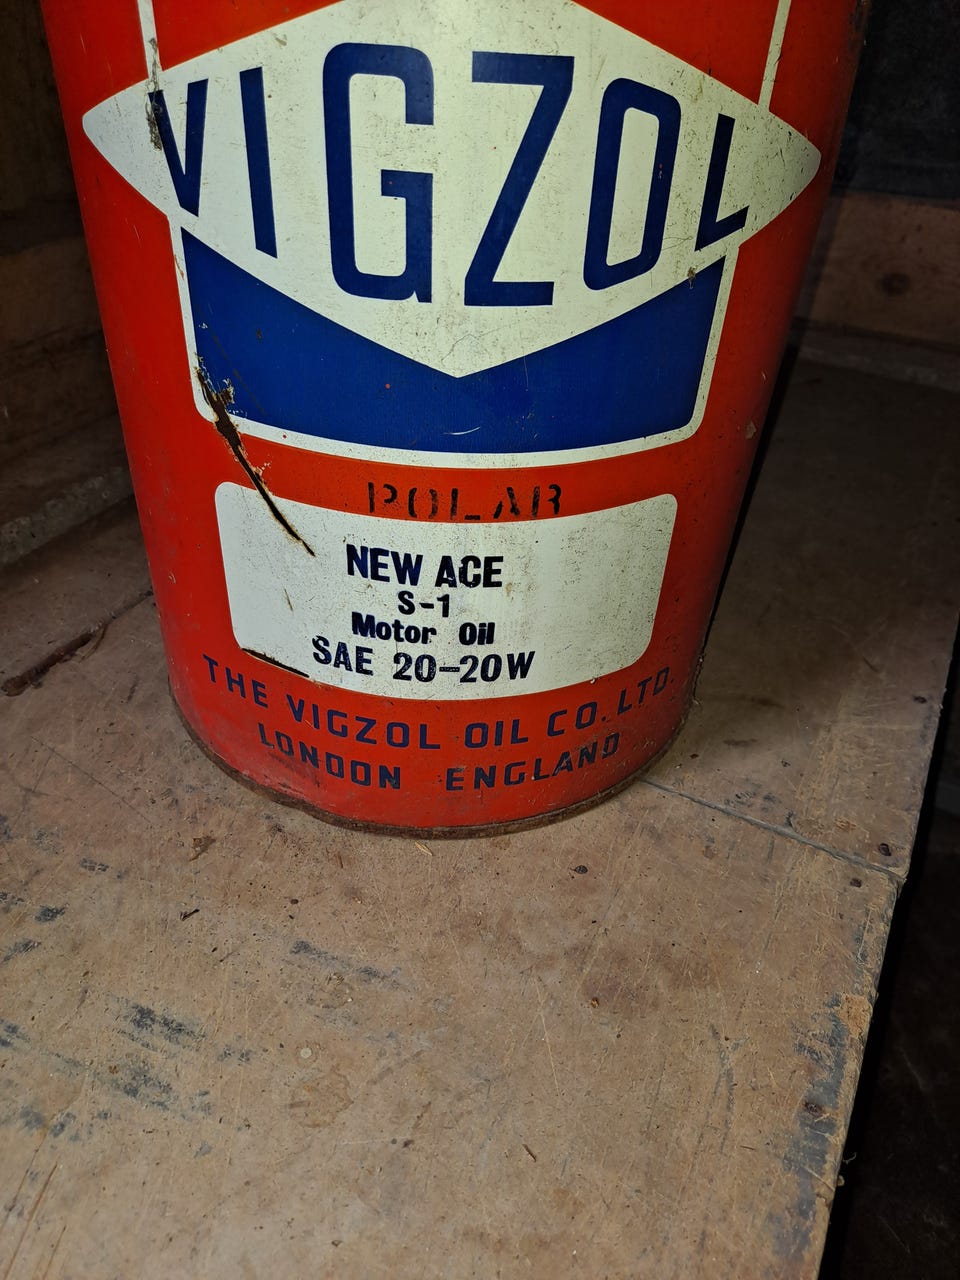 VIGZOL
POLAR
NEW ACE
S-1
Motor Oil
SAE 20-20W
THE VIGZOL OIL CO. LTD.
LONDON ENGLAND